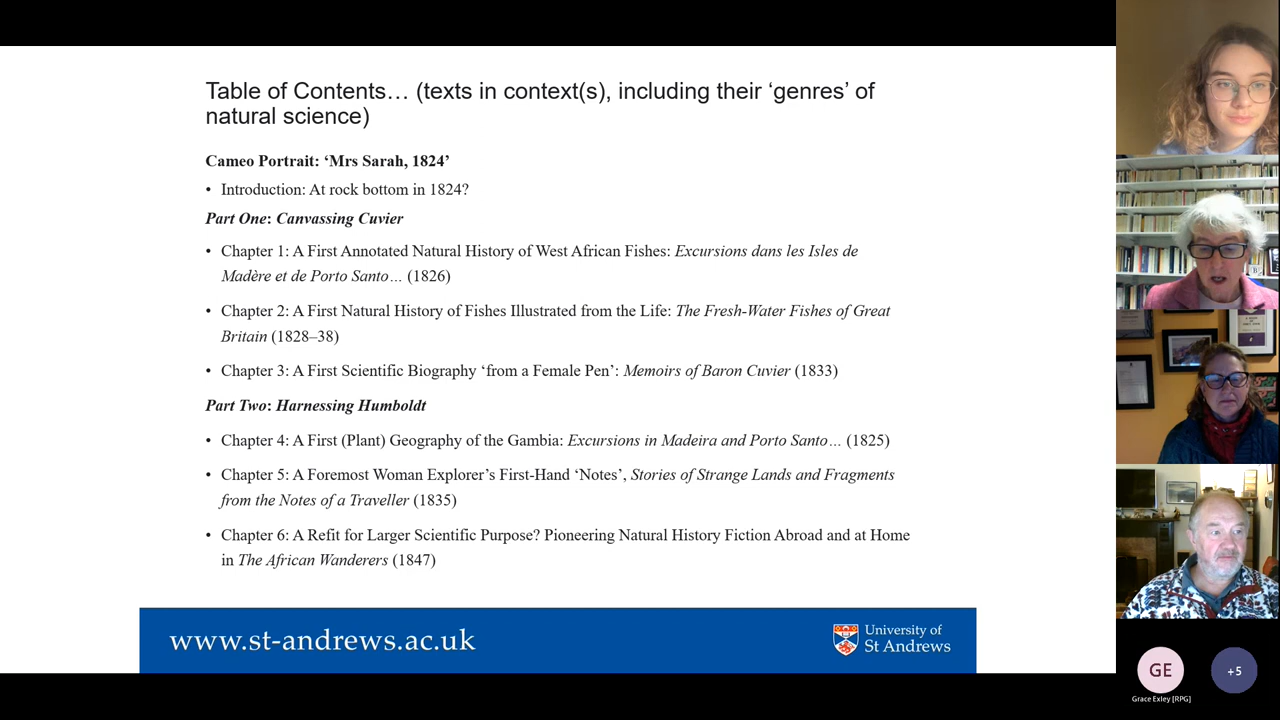 Table of Contents… (texts in context(s), including their ‘genres’ of
natural science)
Cameo Portrait: ‘Mrs Sarah, 1824’
• Introduction: At rock bottom in 1824?
Part One: Canvassing Cuvier
• Chapter 1: A First Annotated Natural History of West African Fishes: Excursions dans les Isles de
Madère et de Porto Santo… (1826)
• Chapter 2: A First Natural History of Fishes Illustrated from the Life: The Fresh-Water Fishes of Great
Britain (1828–38)
• Chapter 3: A First Scientific Biography ‘from a Female Pen’: Memoirs of Baron Cuvier (1833)
Part Two: Harnessing Humboldt
• Chapter 4: A First (Plant) Geography of the Gambia: Excursions in Madeira and Porto Santo… (1825)
• Chapter 5: A Foremost Woman Explorer’s First-Hand ‘Notes’, Stories of Strange Lands and Fragments
from the Notes of a Traveller (1835)
• Chapter 6: A Refit for Larger Scientific Purpose? Pioneering Natural History Fiction Abroad and at Home
in The African Wanderers (1847)
www.st-andrews.ac.uk
University of
St Andrews
GE
+5
Grace Exley [RPG]